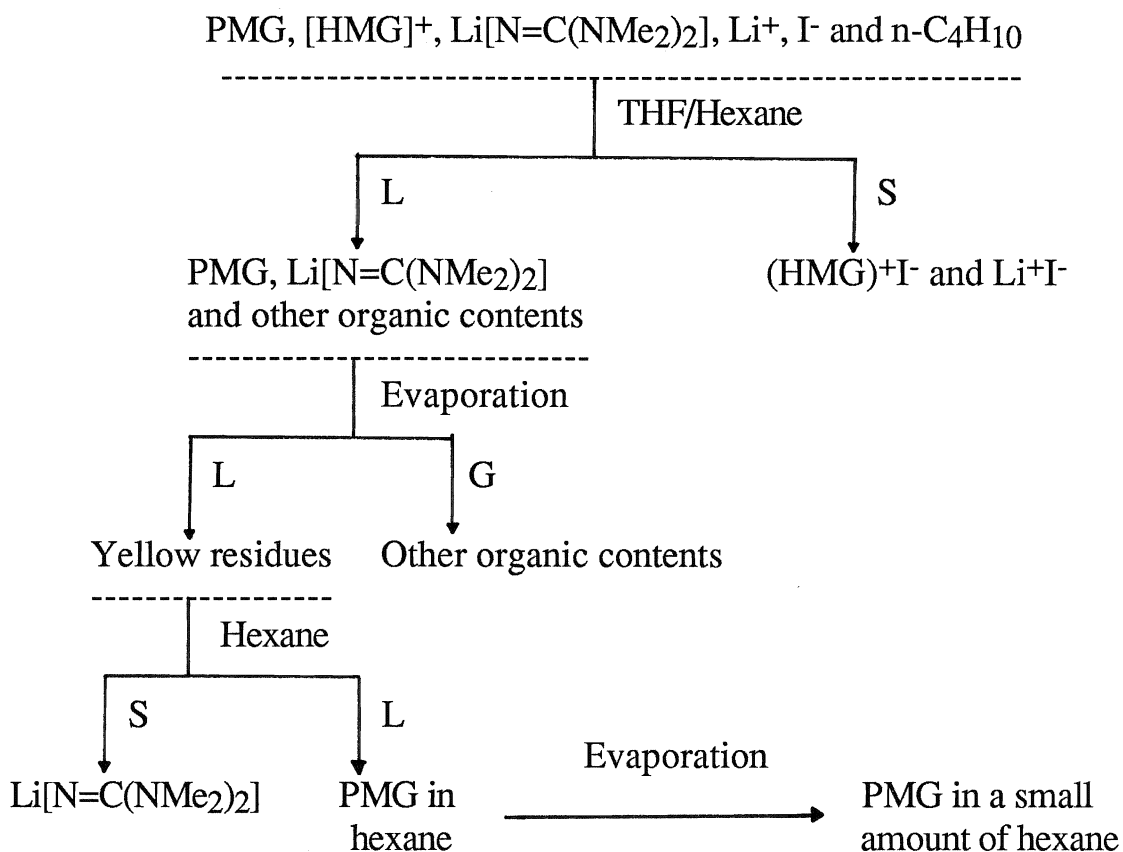 PMG, [HMG]+, Li[N=C(NMe2)2], Li+, I- and n-C4H10
THF/Hexane
L
S
PMG, Li[N=C(NMe2)2]
and other organic contents
(HMG)+I- and Li+I-
Evaporation
L
G
Yellow residues
Other organic contents
Hexane
S
L
Evaporation
Li[N=C(NMe2)2]
PMG in
hexane
PMG in a small
amount of hexane